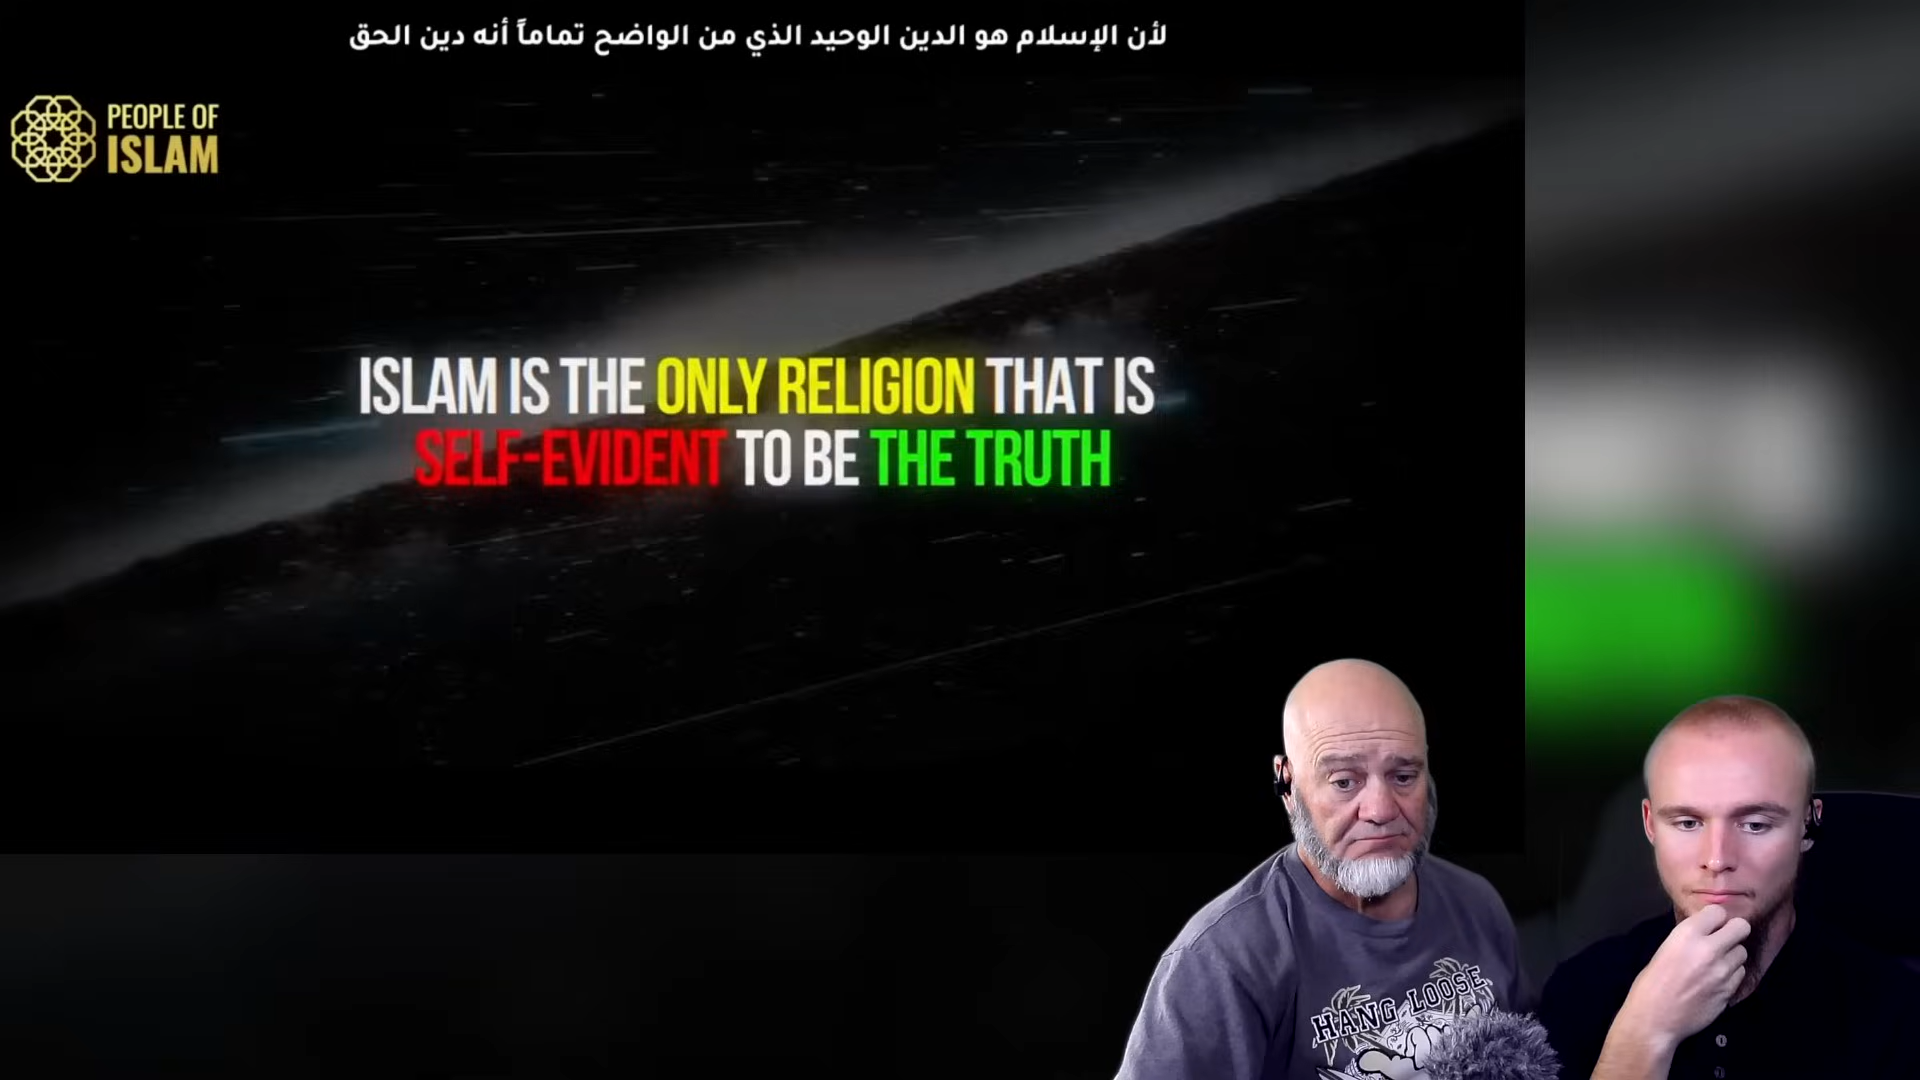 لأن الإسلام هو الدين الوحيد الذي من الواضح تماماً أنه دين الحق
PEOPLE OF
ISLAM
ISLAM IS THE ONLY RELIGION THAT IS
SELF-EVIDENT TO BE THE TRUTH
HANG LOOSE